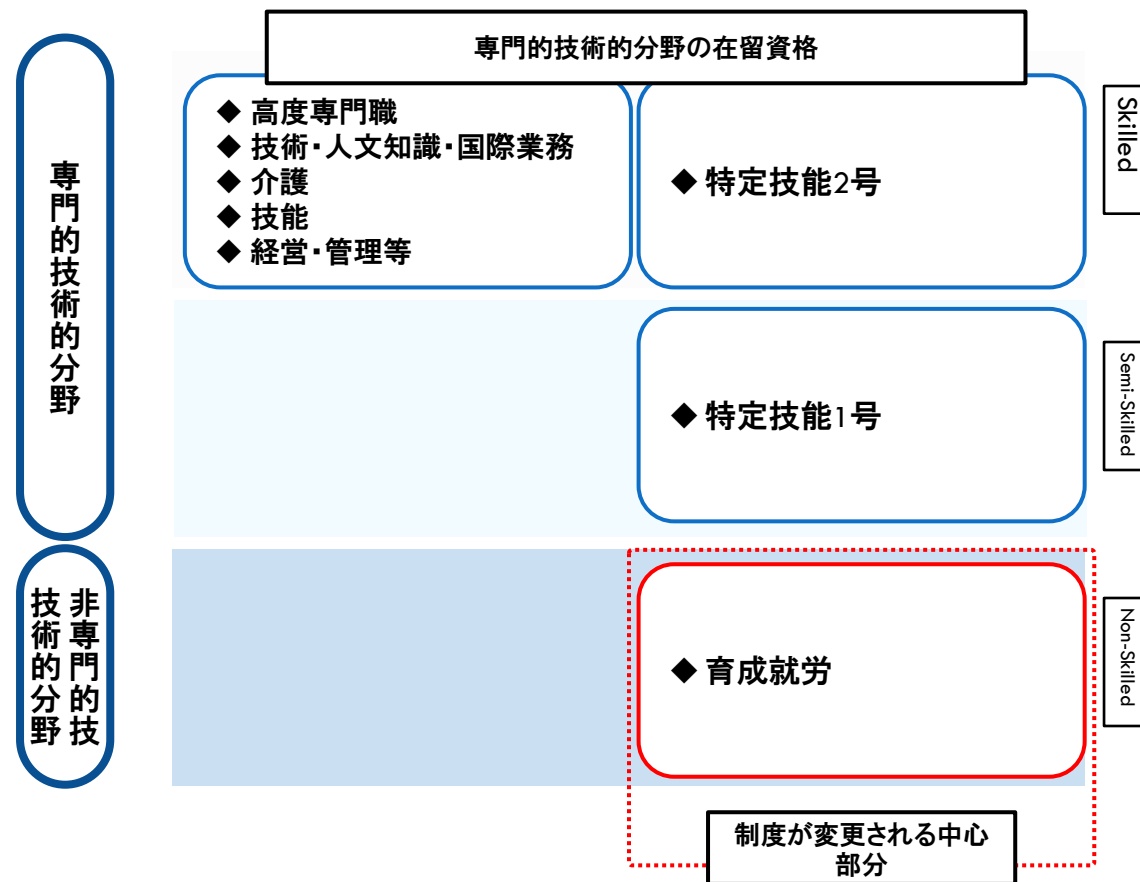 専門的技術的分野の在留資格
専門的技術的分野
◆ 高度専門職
◆ 技術・人文知識・国際業務
◆ 介護
◆ 技能
◆ 経営・管理等
◆ 特定技能2号
Skilled
◆ 特定技能1号
Semi-Skilled
非専門的技
技術的分野
◆ 育成就労
Non-Skilled
制度が変更される中心
部分